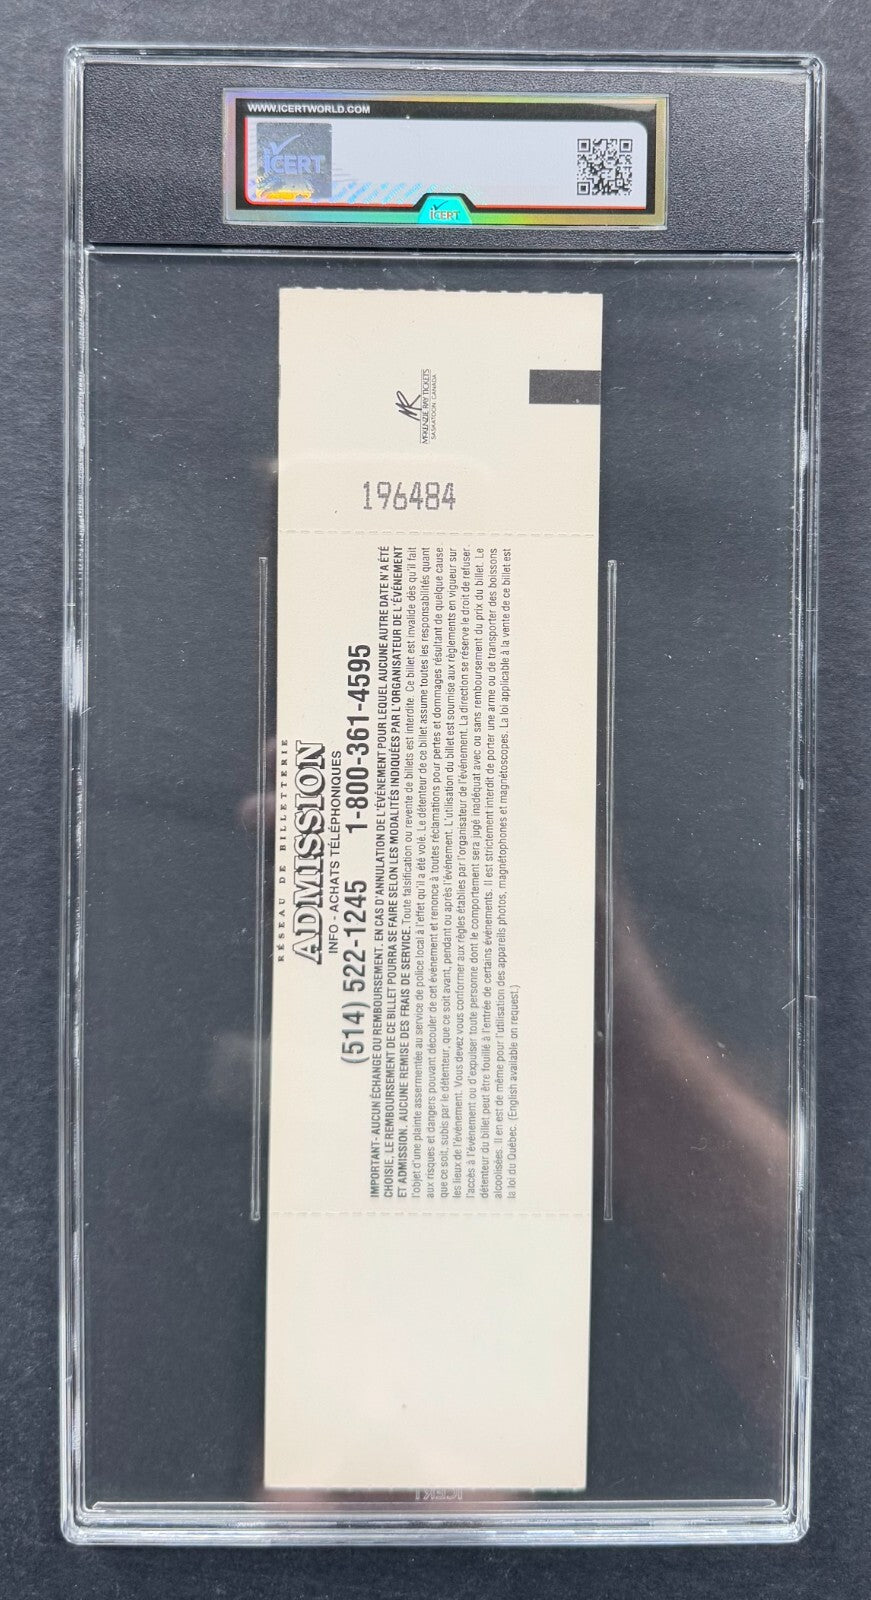 WWW.ICERTWORLD.COM
iCERT
iCERT
MR
MCKENZIE RAY TICKETS
SASKATOON CANADA
196484
RÉSEAU DE BILLETTERIE
ADMISSION
INFO - ACHATS TÉLÉPHONIQUES
(514) 522-1245 1-800-361-4595
IMPORTANT- AUCUN ÉCHANGE OU REMBOURSEMENT. EN CAS D'ANNULATION DE L'ÉVÉNEMENT POUR LEQUEL AUCUNE AUTRE DATE N'A ÉTÉ
CHOISIE, LE REMBOURSEMENT DE CE BILLET POURRA SE FAIRE SELON LES MODALITÉS INDIQUÉES PAR L'ORGANISATEUR DE L'ÉVÉNEMENT
ET ADMISSION. AUCUNE REMISE DES FRAIS DE SERVICE. Toute falsification ou revente de billets est interdite. Ce billet est invalide dès qu'il fait
l'objet d'une plainte assermentée au service de police local à l'effet qu'il a été volé. Le détenteur de ce billet assume toutes les responsabilités quant
aux risques et dangers pouvant découler de cet événement et renonce à toutes réclamations pour pertes et dommages résultant de quelque cause
que ce soit, subis par le détenteur, que ce soit avant, pendant ou après l'événement. L'utilisation du billet est soumise aux règlements en vigueur sur
les lieux de l'événement. Vous devez vous conformer aux règles établies par l'organisateur de l'événement. La direction se réserve le droit de refuser
l'accès à l'événement ou d'expulser toute personne dont le comportement sera jugé inadéquat avec ou sans remboursement du prix du billet. Le
détenteur du billet peut être fouillé à l'entrée de certains événements. Il est strictement interdit de porter une arme ou de transporter des boissons
alcoolisées. Il en est de même pour l'utilisation des appareils photos, magnétophones et magnétoscopes. La loi applicable à la vente de ce billet est
la loi du Québec. (English available on request.)
ICERT